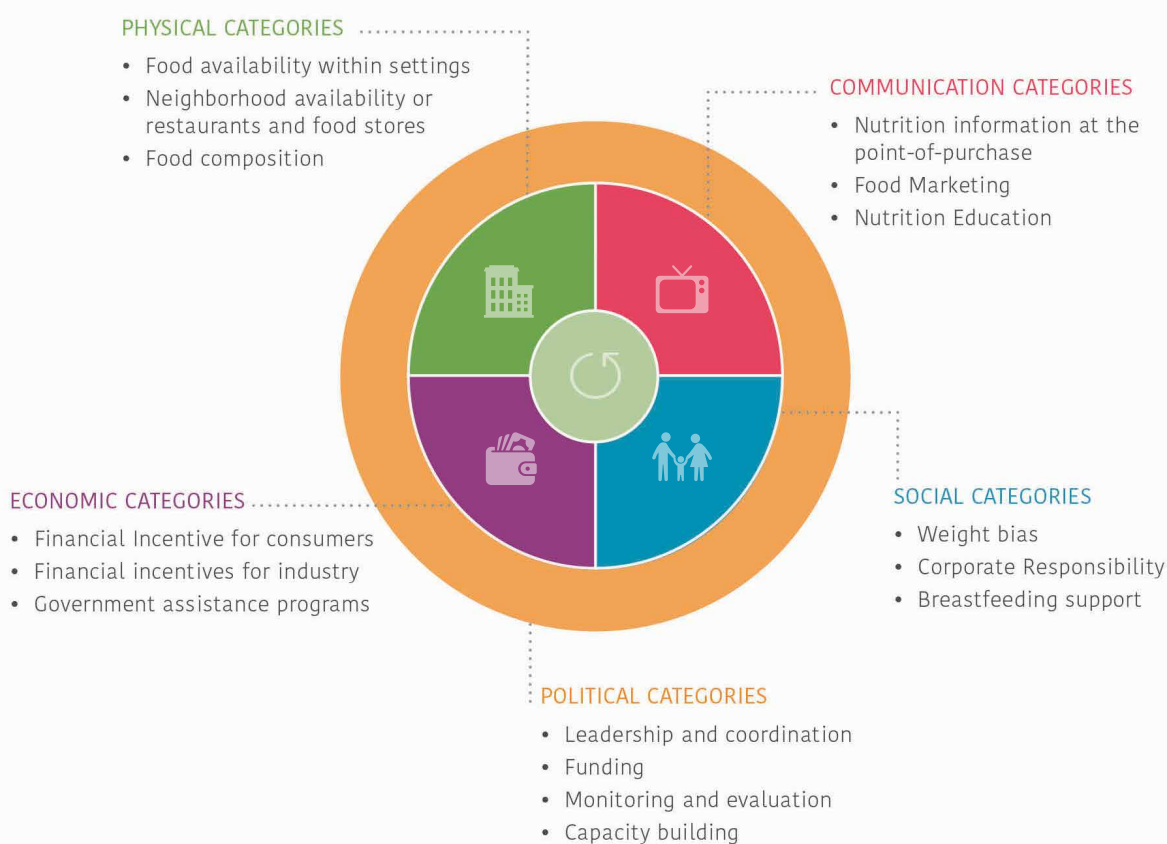 PHYSICAL CATEGORIES
• Food availability within settings
• Neighborhood availability or
restaurants and food stores
• Food composition
COMMUNICATION CATEGORIES
• Nutrition information at the
point-of-purchase
• Food Marketing
• Nutrition Education
ECONOMIC CATEGORIES
• Financial Incentive for consumers
• Financial incentives for industry
• Government assistance programs
SOCIAL CATEGORIES
• Weight bias
• Corporate Responsibility
• Breastfeeding support
POLITICAL CATEGORIES
• Leadership and coordination
• Funding
• Monitoring and evaluation
• Capacity building